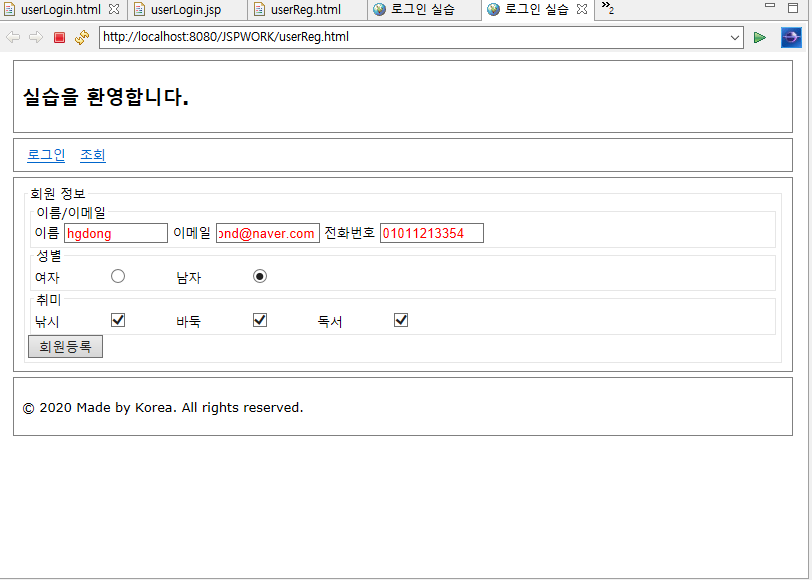 userLogin.html userLogin.jsp userReg.html 로그인 실습 로그인 실습 »2
http://localhost:8080/JSPWORK/userReg.html
실습을 환영합니다.
로그인 조회
회원 정보
이름/이메일
이름 hgdong 이메일 ond@naver.com 전화번호 01011213354
성별
여자 남자
취미
낚시 바둑 독서
회원등록
© 2020 Made by Korea. All rights reserved.